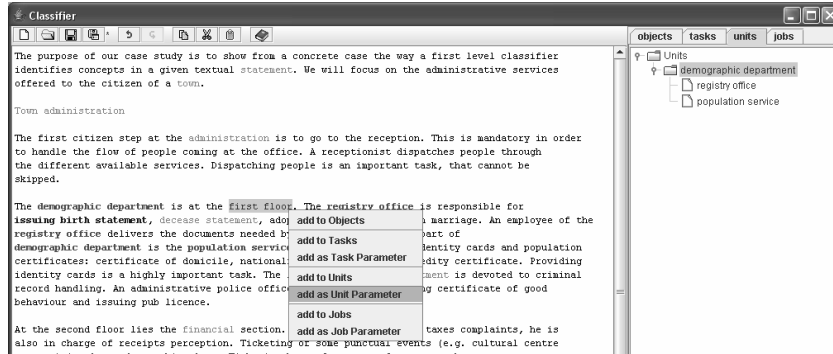 Classifier
objects tasks units jobs
The purpose of our case study is to show from a concrete case the way a first level classifier
identifies concepts in a given textual statement. We will focus on the administrative services
offered to the citizen of a town.
Town administration
The first citizen step at the administration is to go to the reception. This is mandatory in order
to handle the flow of people coming at the office. A receptionist dispatches people through
the different available services. Dispatching people is an important task, that cannot be
skipped.
The demographic department is at the first floor. The registry office is responsible for
issuing birth statement, decease statement, adop marriage. An employee of the
registry office delivers the documents needed by part of
demographic department is the population service dentity cards and population
certificates: certificate of domicile, nationali edity certificate. Providing
identity cards is a highly important task. The tment is devoted to criminal
record handling. An administrative police office g certificate of good
behaviour and issuing pub licence.
At the second floor lies the financial section. taxes complaints, he is
also in charge of receipts perception. Ticketing or some punctual events (e.g. cultural centre
add to Objects
add to Tasks
add as Task Parameter
add to Units
add as Unit Parameter
add to Jobs
add as Job Parameter
Units
demographic department
registry office
population service